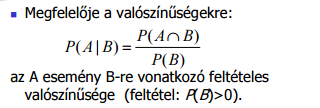 ▪ Megfelelője a valószínűségekre:
P(A|B) = P(A∩B) / P(B)
az A esemény B-re vonatkozó feltételes
valószínűsége (feltétel: P(B)>0).